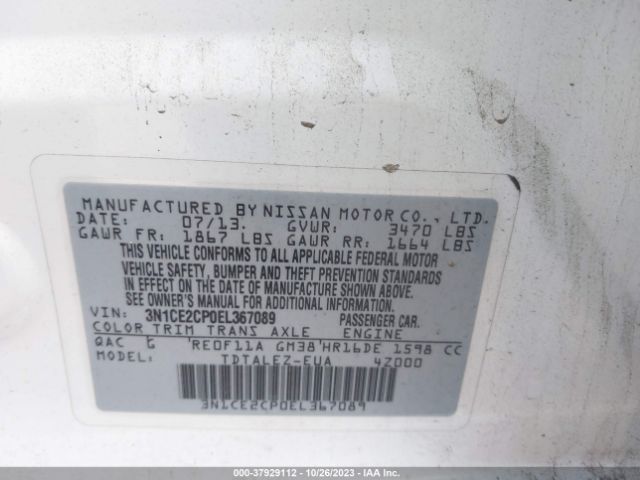 MANUFACTURED BY NISSAN MOTOR CO., LTD.
DATE: 07/13. GVWR: 3470 LBS
GAWR FR: 1867 LBS GAWR RR: 1664 LBS
THIS VEHICLE CONFORMS TO ALL APPLICABLE FEDERAL MOTOR
VEHICLE SAFETY, BUMPER AND THEFT PREVENTION STANDARDS
IN EFFECT ON THE DATE OF MANUFACTURE SHOWN ABOVE.
SEE OWNER'S MANUAL FOR ADDITIONAL INFORMATION.
VIN: 3N1CE2CP0EL367089 PASSENGER CAR.
COLOR TRIM TRANS AXLE ENGINE
QAC RE0F11A GM38 HR16DE 1598 CC
MODEL: TDTALEZ-EUA 4Z000
3N1CE2CP0EL367089
000-37929112 - 10/26/2023 - IAA Inc.